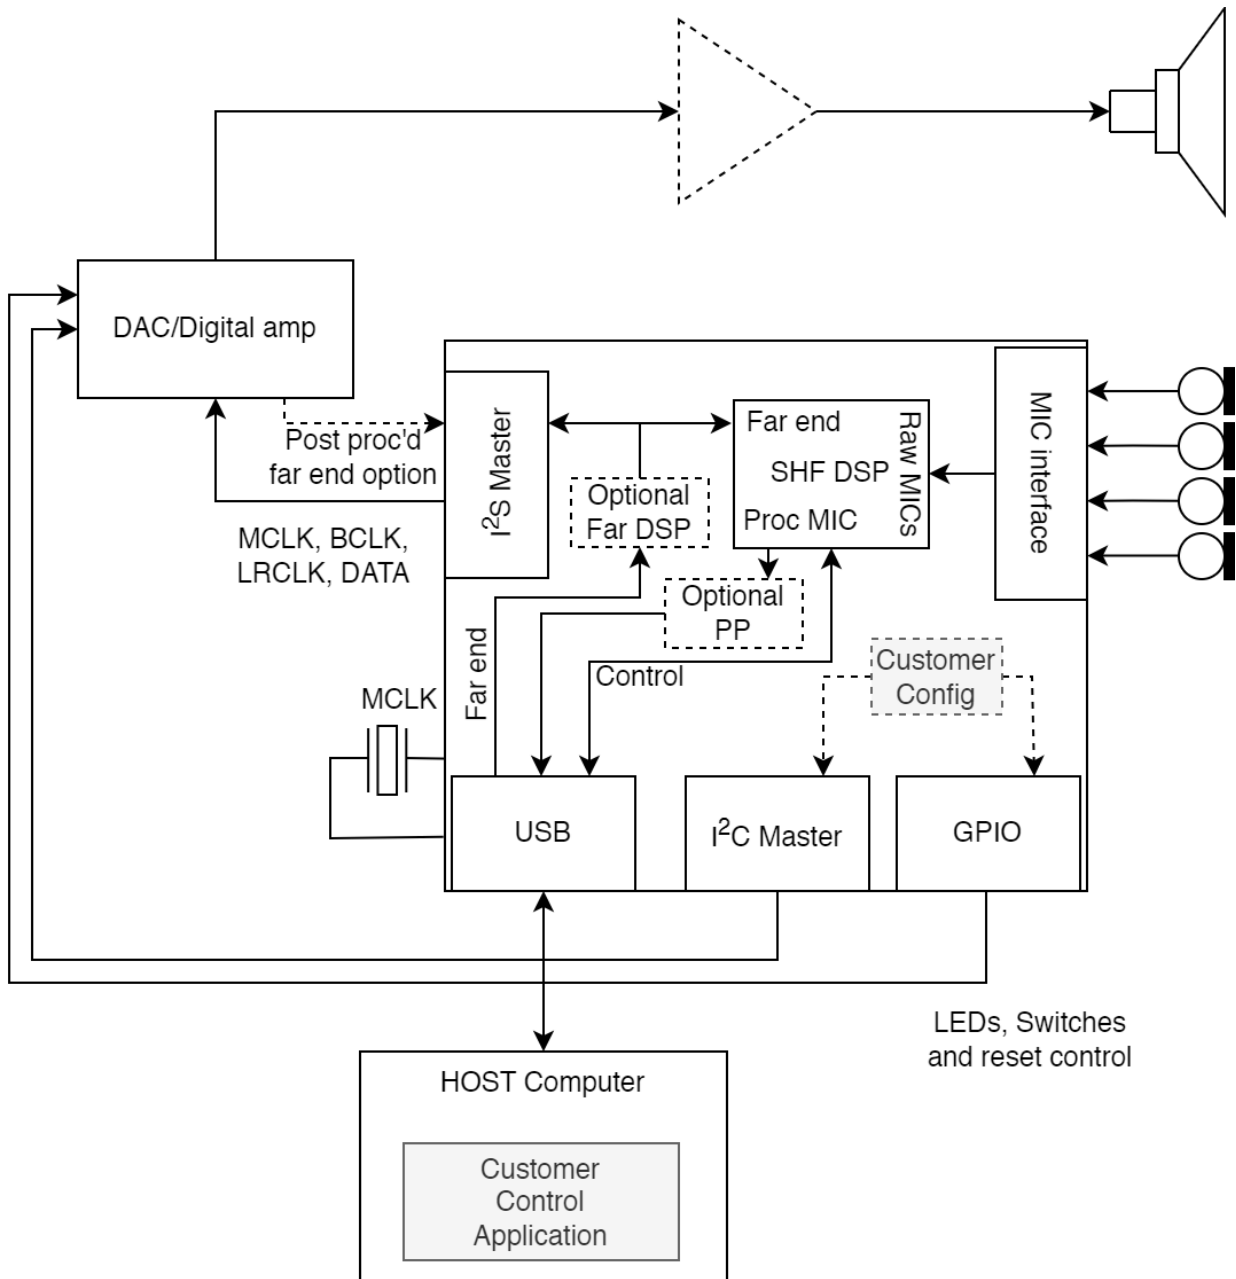 DAC/Digital amp
Post proc'd
far end option
MCLK, BCLK,
LRCLK, DATA
I²S Master
Optional
Far DSP
Far end
SHF DSP
Proc MIC
Raw MICs
MIC interface
Optional
PP
Far end
Control
Customer
Config
MCLK
USB
I²C Master
GPIO
LEDs, Switches
and reset control
HOST Computer
Customer
Control
Application